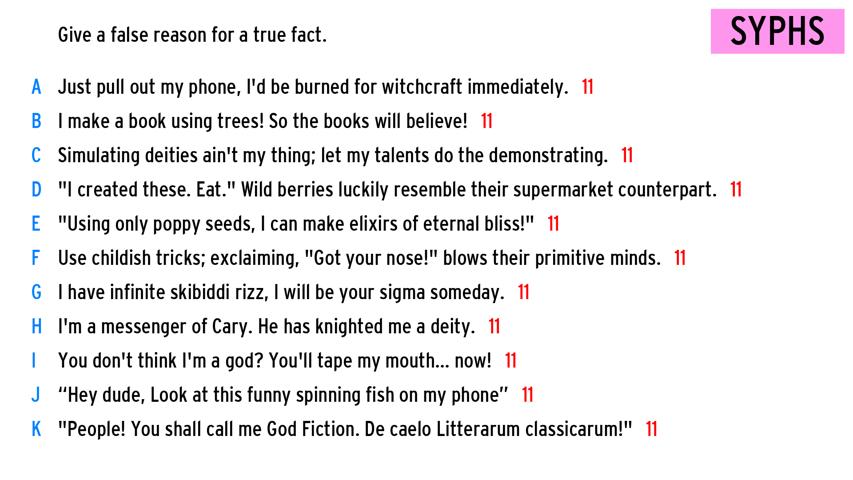 Give a false reason for a true fact.
SYPHS
A Just pull out my phone, I'd be burned for witchcraft immediately. 11
B I make a book using trees! So the books will believe! 11
C Simulating deities ain't my thing; let my talents do the demonstrating. 11
D "I created these. Eat." Wild berries luckily resemble their supermarket counterpart. 11
E "Using only poppy seeds, I can make elixirs of eternal bliss!" 11
F Use childish tricks; exclaiming, "Got your nose!" blows their primitive minds. 11
G I have infinite skibiddi rizz, I will be your sigma someday. 11
H I'm a messenger of Cary. He has knighted me a deity. 11
I You don't think I'm a god? You'll tape my mouth... now! 11
J “Hey dude, Look at this funny spinning fish on my phone” 11
K "People! You shall call me God Fiction. De caelo Litterarum classicarum!" 11